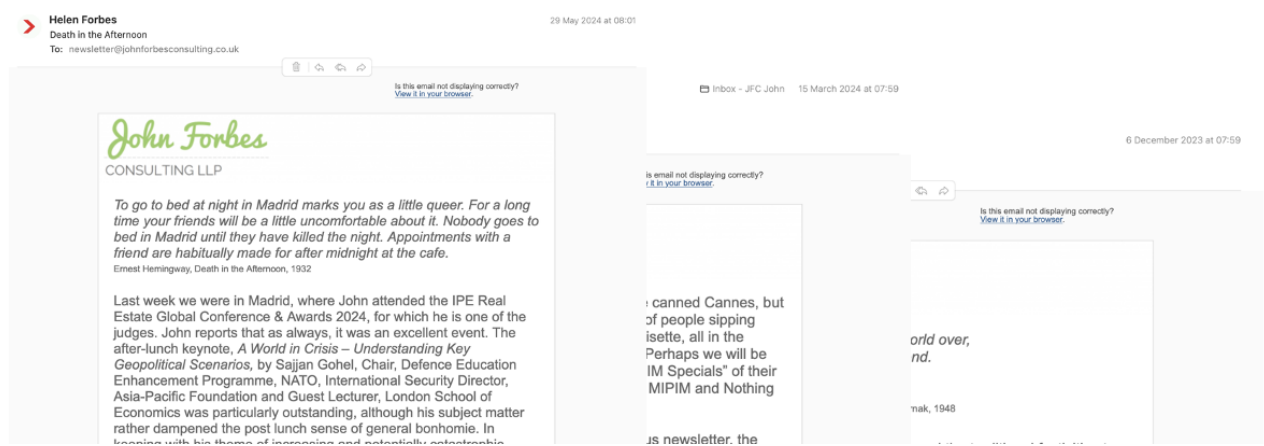 Helen Forbes
29 May 2024 at 08:01
Death in the Afternoon
To: newsletter@johnforbesconsulting.co.uk
Is this email not displaying correctly?
View it in your browser.
John Forbes
CONSULTING LLP
To go to bed at night in Madrid marks you as a little queer. For a long
time your friends will be a little uncomfortable about it. Nobody goes to
bed in Madrid until they have killed the night. Appointments with a
friend are habitually made for after midnight at the cafe.
Ernest Hemingway, Death in the Afternoon, 1932
Last week we were in Madrid, where John attended the IPE Real
Estate Global Conference & Awards 2024, for which he is one of the
judges. John reports that as always, it was an excellent event. The
after-lunch keynote, A World in Crisis – Understanding Key
Geopolitical Scenarios, by Sajjan Gohel, Chair, Defence Education
Enhancement Programme, NATO, International Security Director,
Asia-Pacific Foundation and Guest Lecturer, London School of
Economics was particularly outstanding, although his subject matter
rather dampened the post lunch sense of general bonhomie. In
keeping with his theme of increasing and potentially catastrophic
Inbox - JFC John 15 March 2024 at 07:59
is email not displaying correctly?
it in your browser.
canned Cannes, but
of people sipping
isette, all in the
Perhaps we will be
IM Specials" of their
MIPIM and Nothing
us newsletter, the
6 December 2023 at 07:59
Is this email not displaying correctly?
View it in your browser.
orld over,
nd.
nak, 1948